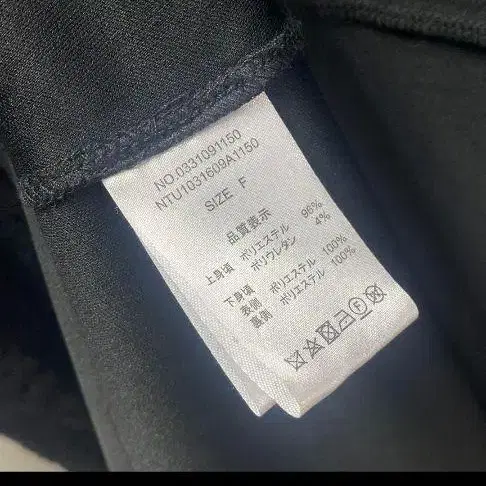 NO.0331091150
NTU1031609A1150
SIZE F
品質表示
上身頃 ポリエステル 96%
ポリウレタン 4%
下身頃
表側 ポリエステル 100%
裏側 ポリエステル 100%